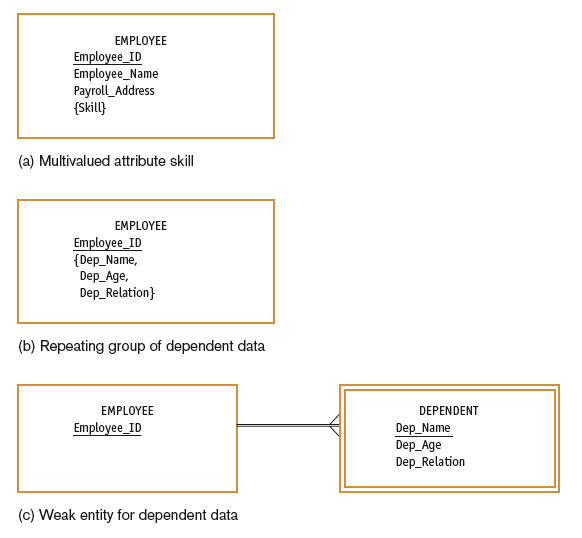 EMPLOYEE
Employee_ID
Employee_Name
Payroll_Address
{Skill}
(a) Multivalued attribute skill
EMPLOYEE
Employee_ID
{Dep_Name,
Dep_Age,
Dep_Relation}
(b) Repeating group of dependent data
EMPLOYEE
Employee_ID
DEPENDENT
Dep_Name
Dep_Age
Dep_Relation
(c) Weak entity for dependent data